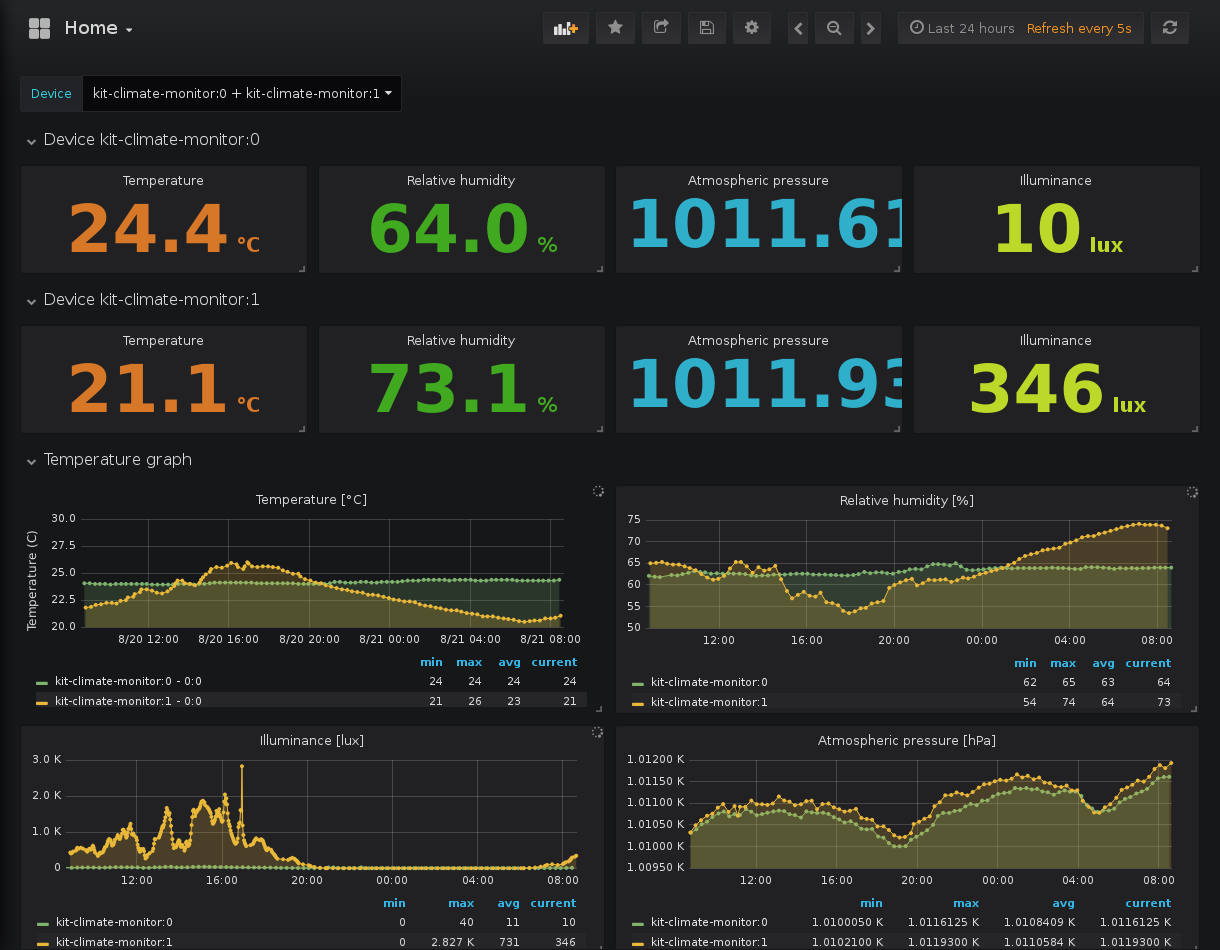 Home
Last 24 hours Refresh every 5s
Device kit-climate-monitor:0 + kit-climate-monitor:1
Device kit-climate-monitor:0
Temperature Relative humidity Atmospheric pressure Illuminance
24.4 °C 64.0 % 1011.61 10 lux
Device kit-climate-monitor:1
Temperature Relative humidity Atmospheric pressure Illuminance
21.1 °C 73.1 % 1011.93 346 lux
Temperature graph
Temperature [°C]
Temperature (C)
30.0
27.5
25.0
22.5
20.0
8/20 12:00 8/20 16:00 8/20 20:00 8/21 00:00 8/21 04:00 8/21 08:00
min max avg current
kit-climate-monitor:0 - 0:0 24 24 24 24
kit-climate-monitor:1 - 0:0 21 26 23 21
Relative humidity [%]
75
70
65
60
55
50
12:00 16:00 20:00 00:00 04:00 08:00
min max avg current
kit-climate-monitor:0 62 65 63 64
kit-climate-monitor:1 54 74 64 73
Illuminance [lux]
3.0 K
2.0 K
1.0 K
0
12:00 16:00 20:00 00:00 04:00 08:00
min max avg current
kit-climate-monitor:0 0 40 11 10
kit-climate-monitor:1 0 2.827 K 731 346
Atmospheric pressure [hPa]
1.01200 K
1.01150 K
1.01100 K
1.01050 K
1.01000 K
1.00950 K
12:00 16:00 20:00 00:00 04:00 08:00
min max avg current
kit-climate-monitor:0 1.0100050 K 1.0116125 K 1.0108409 K 1.0116125 K
kit-climate-monitor:1 1.0102100 K 1.0119300 K 1.0110584 K 1.0119300 K